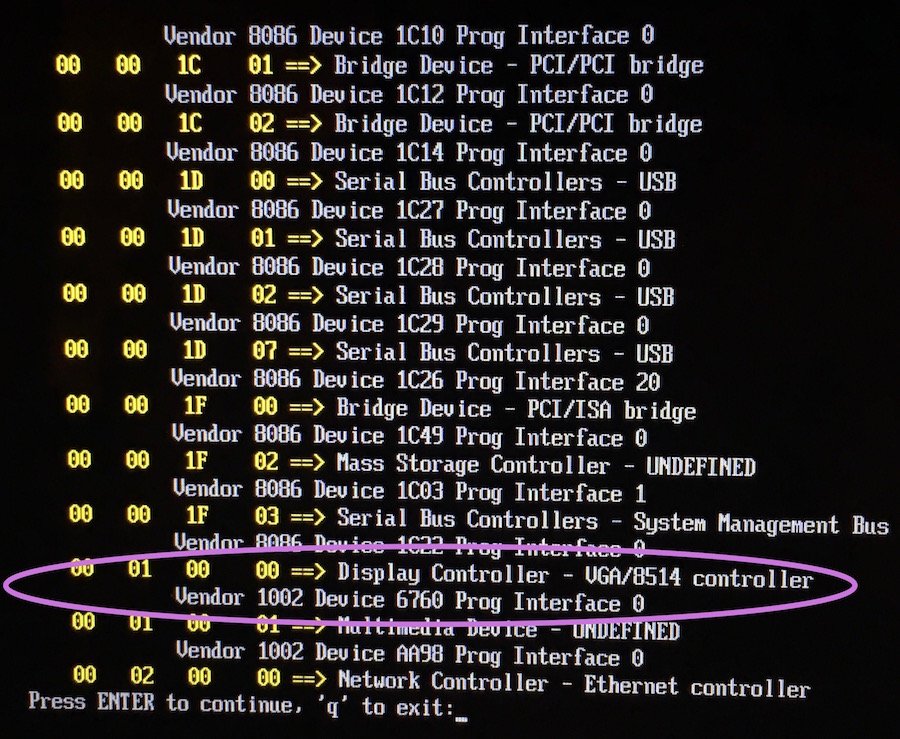 Vendor 8086 Device 1C10 Prog Interface 0
00 00 1C 01 ==> Bridge Device - PCI/PCI bridge
Vendor 8086 Device 1C12 Prog Interface 0
00 00 1C 02 ==> Bridge Device - PCI/PCI bridge
Vendor 8086 Device 1C14 Prog Interface 0
00 00 1D 00 ==> Serial Bus Controllers - USB
Vendor 8086 Device 1C27 Prog Interface 0
00 00 1D 01 ==> Serial Bus Controllers - USB
Vendor 8086 Device 1C28 Prog Interface 0
00 00 1D 02 ==> Serial Bus Controllers - USB
Vendor 8086 Device 1C29 Prog Interface 0
00 00 1D 07 ==> Serial Bus Controllers - USB
Vendor 8086 Device 1C26 Prog Interface 20
00 00 1F 00 ==> Bridge Device - PCI/ISA bridge
Vendor 8086 Device 1C49 Prog Interface 0
00 00 1F 02 ==> Mass Storage Controller - UNDEFINED
Vendor 8086 Device 1C03 Prog Interface 1
00 00 1F 03 ==> Serial Bus Controllers - System Management Bus
Vendor 8086 Device 1C22 Prog Interface 0
00 01 00 00 ==> Display Controller - VGA/8514 controller
Vendor 1002 Device 6760 Prog Interface 0
00 01 00 01 ==> Multimedia Device - UNDEFINED
Vendor 1002 Device AA98 Prog Interface 0
00 02 00 00 ==> Network Controller - Ethernet controller
Press ENTER to continue, 'q' to exit:_